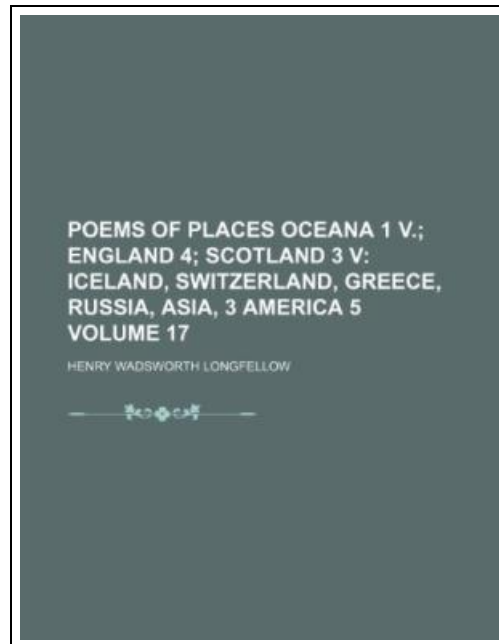 POEMS OF PLACES OCEANA 1 V.;
ENGLAND 4; SCOTLAND 3 V:
ICELAND, SWITZERLAND, GREECE,
RUSSIA, ASIA, 3 AMERICA 5
VOLUME 17
HENRY WADSWORTH LONGFELLOW